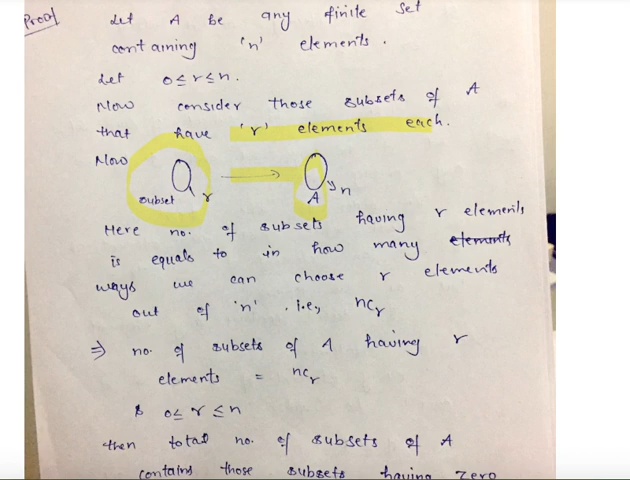 Proof
Let A be any finite set
containing 'n' elements.
Let 0≤r≤n.
Now consider those subsets of A
that have 'r' elements each.
Now
subset r → A n
Here no. of subsets having r elements
is equals to in how many elements
ways we can choose r elements
out of 'n'. i.e., ncr
⇒ no. of subsets of A having r
elements = ncr
& 0≤r≤n
then total no. of subsets of A
contains those subsets having zero